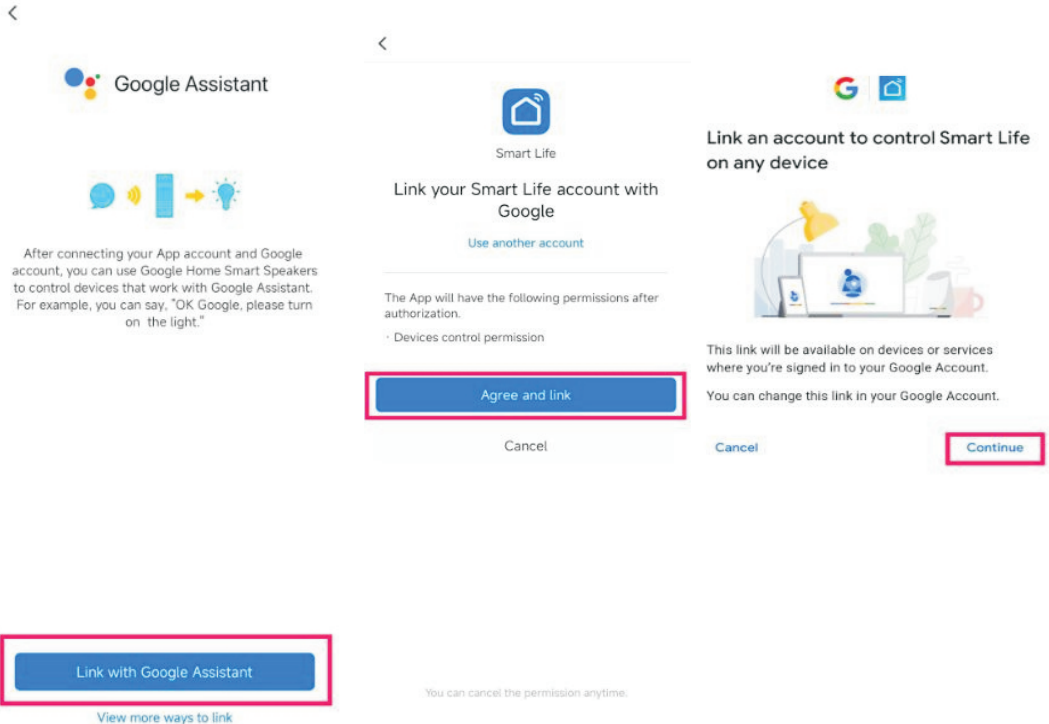 Google Assistant
After connecting your App account and Google
account, you can use Google Home Smart Speakers
to control devices that work with Google Assistant.
For example, you can say, "OK Google, please turn
on the light."
Link with Google Assistant
View more ways to link
Smart Life
Link your Smart Life account with
Google
Use another account
The App will have the following permissions after
authorization.
· Devices control permission
Agree and link
Cancel
You can cancel the permission anytime.
G
Link an account to control Smart Life
on any device
This link will be available on devices or services
where you're signed in to your Google Account.
You can change this link in your Google Account.
Cancel
Continue